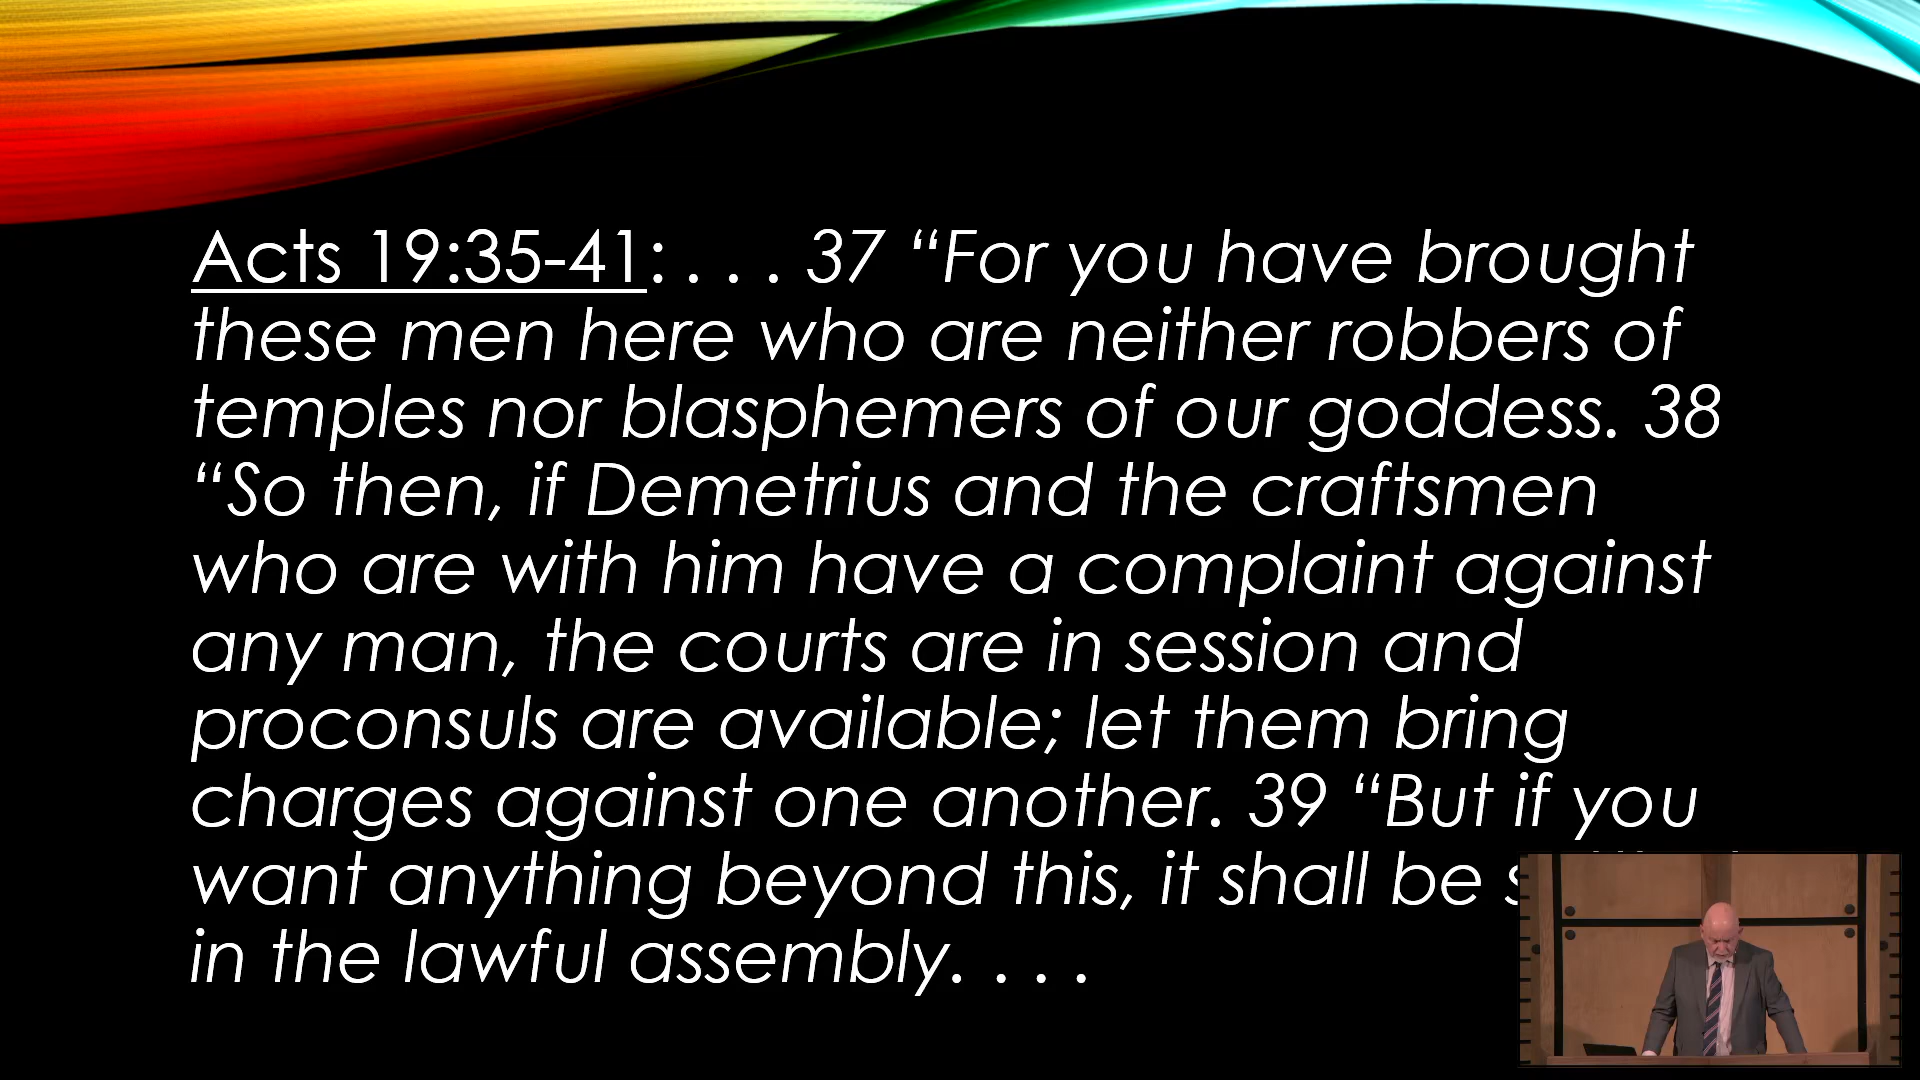 Acts 19:35-41: . . . 37 “For you have brought
these men here who are neither robbers of
temples nor blasphemers of our goddess. 38
“So then, if Demetrius and the craftsmen
who are with him have a complaint against
any man, the courts are in session and
proconsuls are available; let them bring
charges against one another. 39 “But if you
want anything beyond this, it shall be
in the lawful assembly. . . .